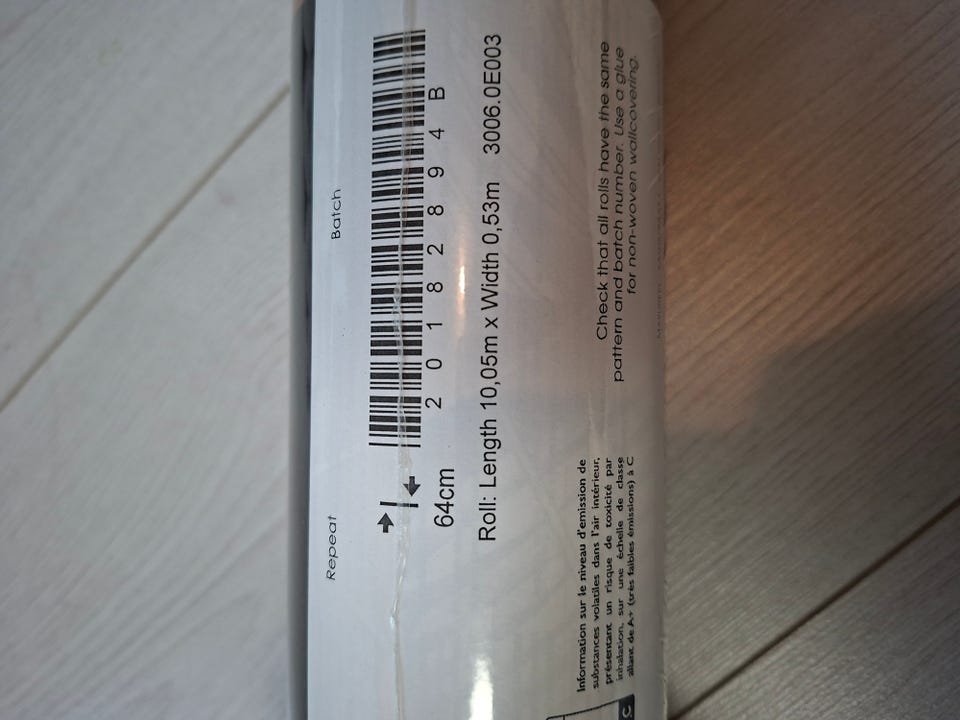 Repeat
Batch
64cm
2 0 1 8 2 8 9 4 B
Roll: Length 10,05m x Width 0,53m 3006.0E003
Information sur le niveau d'emission de
substances volatiles dans l'air intérieur,
présentant un risque de toxicité par
inhalation, sur une échelle de classe
allant de A+ (très faibles émissions) à C
Check that all rolls have the same
pattern and batch number. Use a glue
for non-woven wallcovering.
C